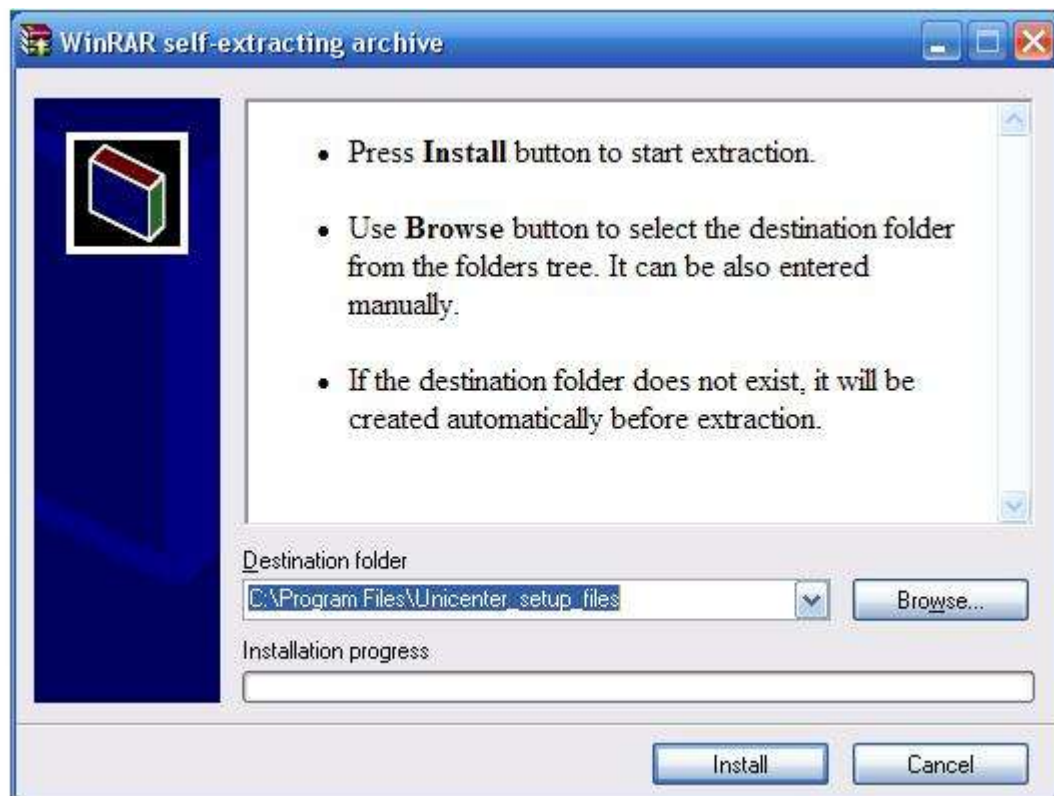 WinRAR self-extracting archive
• Press Install button to start extraction.
• Use Browse button to select the destination folder
from the folders tree. It can be also entered
manually.
• If the destination folder does not exist, it will be
created automatically before extraction.
Destination folder
C:\Program Files\Unicenter_setup_files
Browse...
Installation progress
Install
Cancel